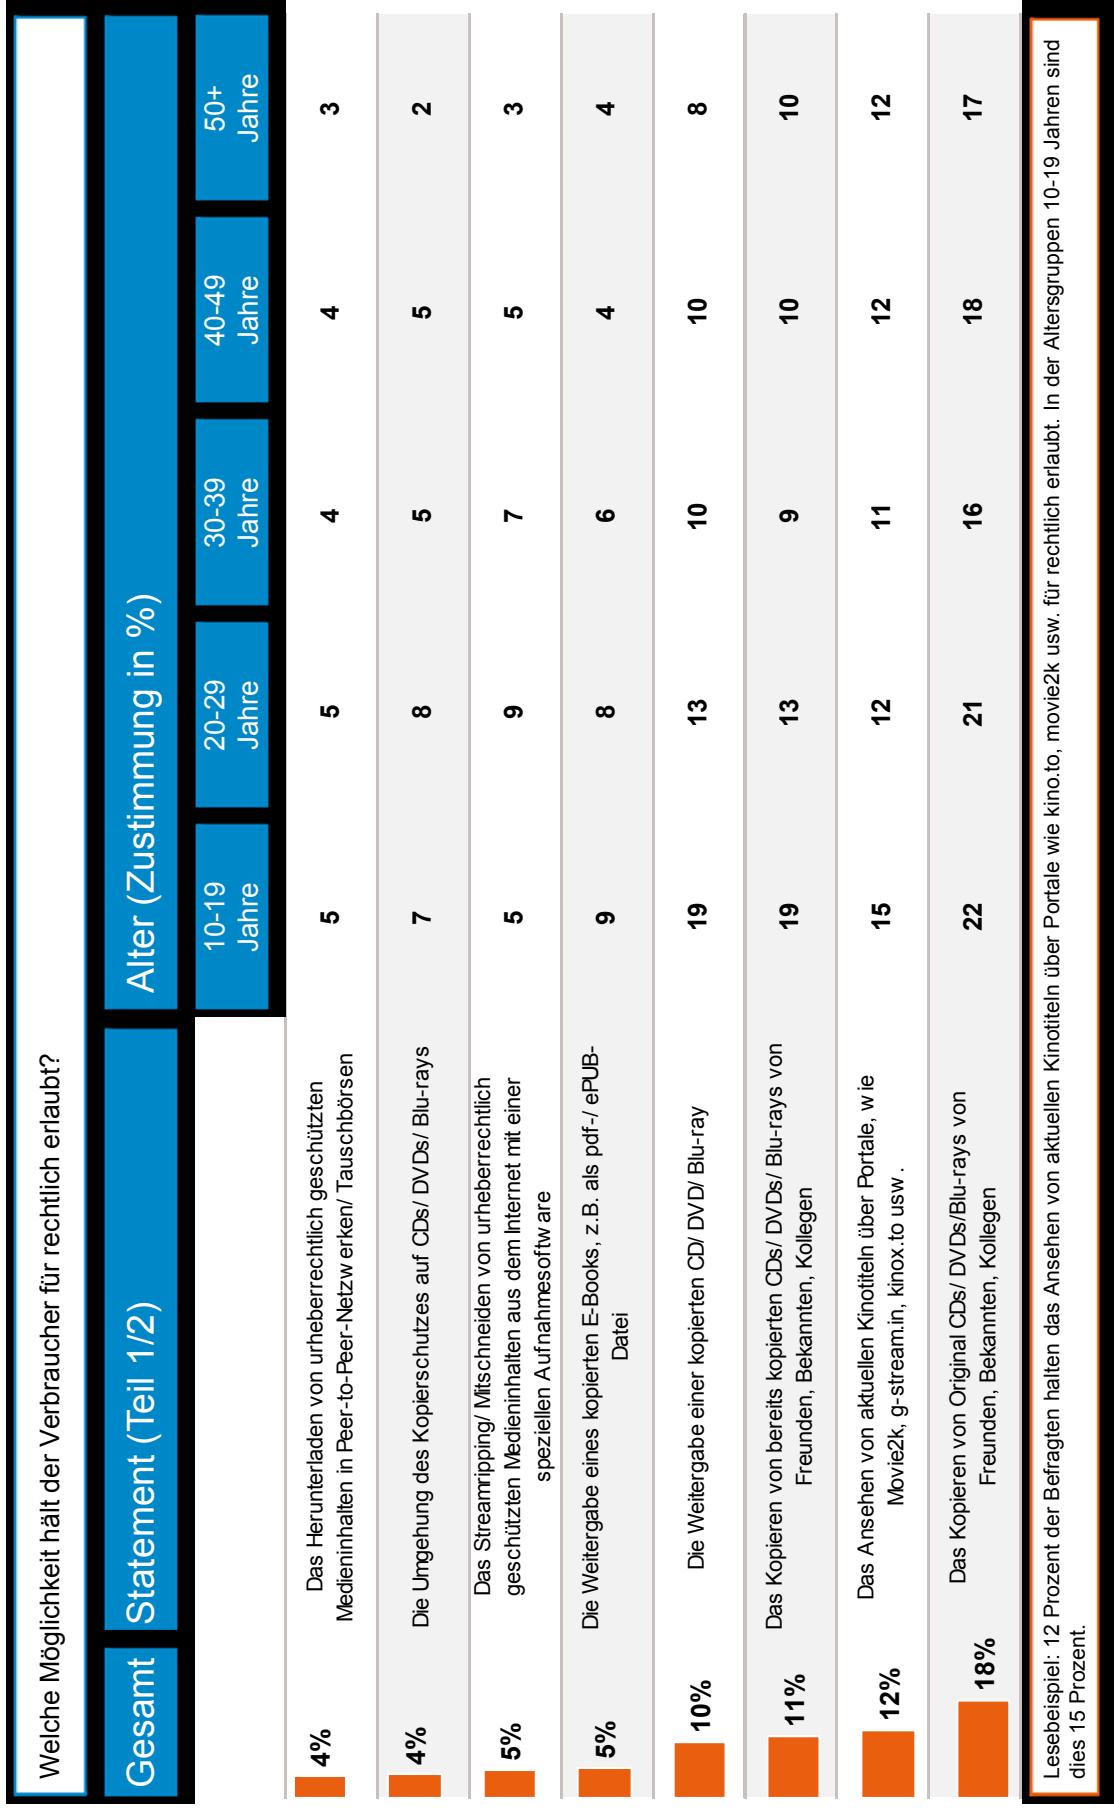 Welche Möglichkeit hält der Verbraucher für rechtlich erlaubt?
Gesamt
Statement (Teil 1/2)
Alter (Zustimmung in %)
10-19
Jahre
20-29
Jahre
30-39
Jahre
40-49
Jahre
50+
Jahre
4%
Das Herunterladen von urheberrechtlich geschützten
Medieninhalten in Peer-to-Peer-Netzwerken/ Tauschbörsen
5
5
4
4
3
4%
Die Umgehung des Kopierschutzes auf CDs/ DVDs/ Blu-rays
7
8
5
5
2
5%
Das Streamripping/ Mitschneiden von urheberrechtlich
geschützten Medieninhalten aus dem Internet mit einer
speziellen Aufnahmesoftware
5
9
7
5
3
5%
Die Weitergabe eines kopierten E-Books, z.B. als pdf-/ ePUB-
Datei
9
8
6
4
4
10%
Die Weitergabe einer kopierten CD/ DVD/ Blu-ray
19
13
10
10
8
11%
Das Kopieren von bereits kopierten CDs/ DVDs/ Blu-rays von
Freunden, Bekannten, Kollegen
19
13
9
10
10
12%
Das Ansehen von aktuellen Kinotiteln über Portale, wie
Movie2k, g-stream.in, kinox.to usw.
15
12
11
12
12
18%
Das Kopieren von Original CDs/ DVDs/Blu-rays von
Freunden, Bekannten, Kollegen
22
21
16
18
17
Lesebeispiel: 12 Prozent der Befragten halten das Ansehen von aktuellen Kinotiteln über Portale wie kino.to, movie2k usw. für rechtlich erlaubt. In der Altersgruppen 10-19 Jahren sind
dies 15 Prozent.